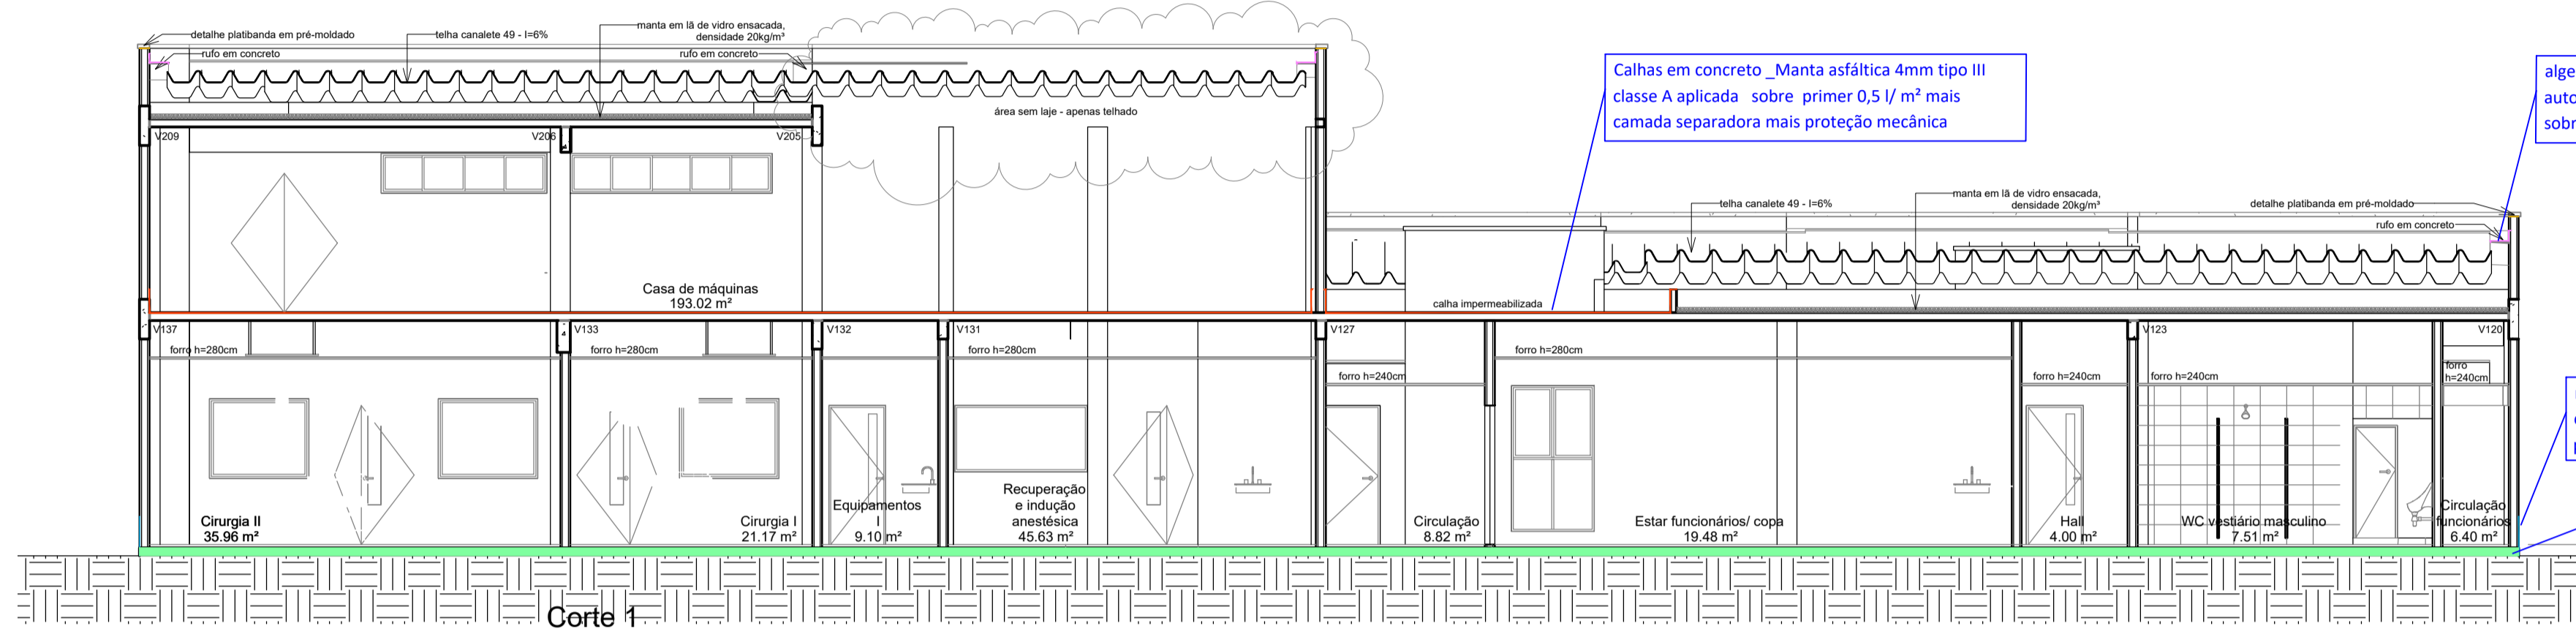 detalhe platibanda em pré-moldado
rufo em concreto
telha canalete 49 - I=6%
manta em lã de vidro ensacada,
densidade 20kg/m³
rufo em concreto
área sem laje - apenas telhado
Calhas em concreto _Manta asfáltica 4mm tipo III
classe A aplicada sobre primer 0,5 l/ m² mais
camada separadora mais proteção mecânica
alge
auto
sobr
V209
V206
V205
telha canalete 49 - I=6%
manta em lã de vidro ensacada,
densidade 20kg/m³
detalhe platibanda em pré-moldado
rufo em concreto
Casa de máquinas
193.02 m²
calha impermeabilizada
V137
V133
V132
V131
V127
V123
V120
forro h=280cm
forro h=280cm
forro h=280cm
forro h=240cm
forro h=280cm
forro h=240cm
forro h=240cm
forro
h=240cm
Cirurgia II
35.96 m²
Cirurgia I
21.17 m²
Equipamentos
I
9.10 m²
Recuperação
e indução
anestésica
45.63 m²
Circulação
8.82 m²
Estar funcionários/ copa
19.48 m²
Hall
4.00 m²
WC vestiário masculino
7.51 m²
Circulação
funcionários
6.40 m²
Corte 1